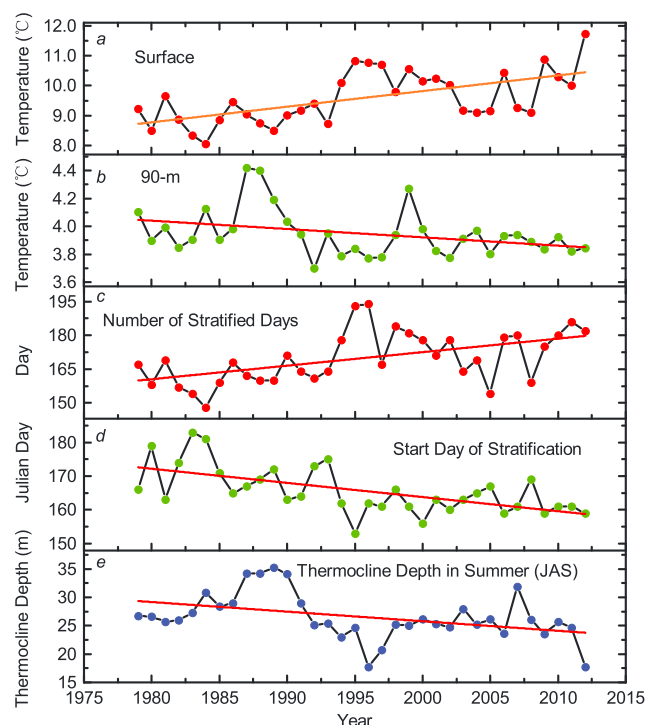 Temperature (℃)
12.0
11.0
10.0
9.0
8.0
a
Surface
Temperature (℃)
4.4
4.2
4.0
3.8
3.6
b
90-m
Day
195
180
165
150
c
Number of Stratified Days
Julian Day
180
170
160
150
d
Start Day of Stratification
Thermocline Depth (m)
35
30
25
20
15
e
Thermocline Depth in Summer (JAS)
1975 1980 1985 1990 1995 2000 2005 2010 2015
Year